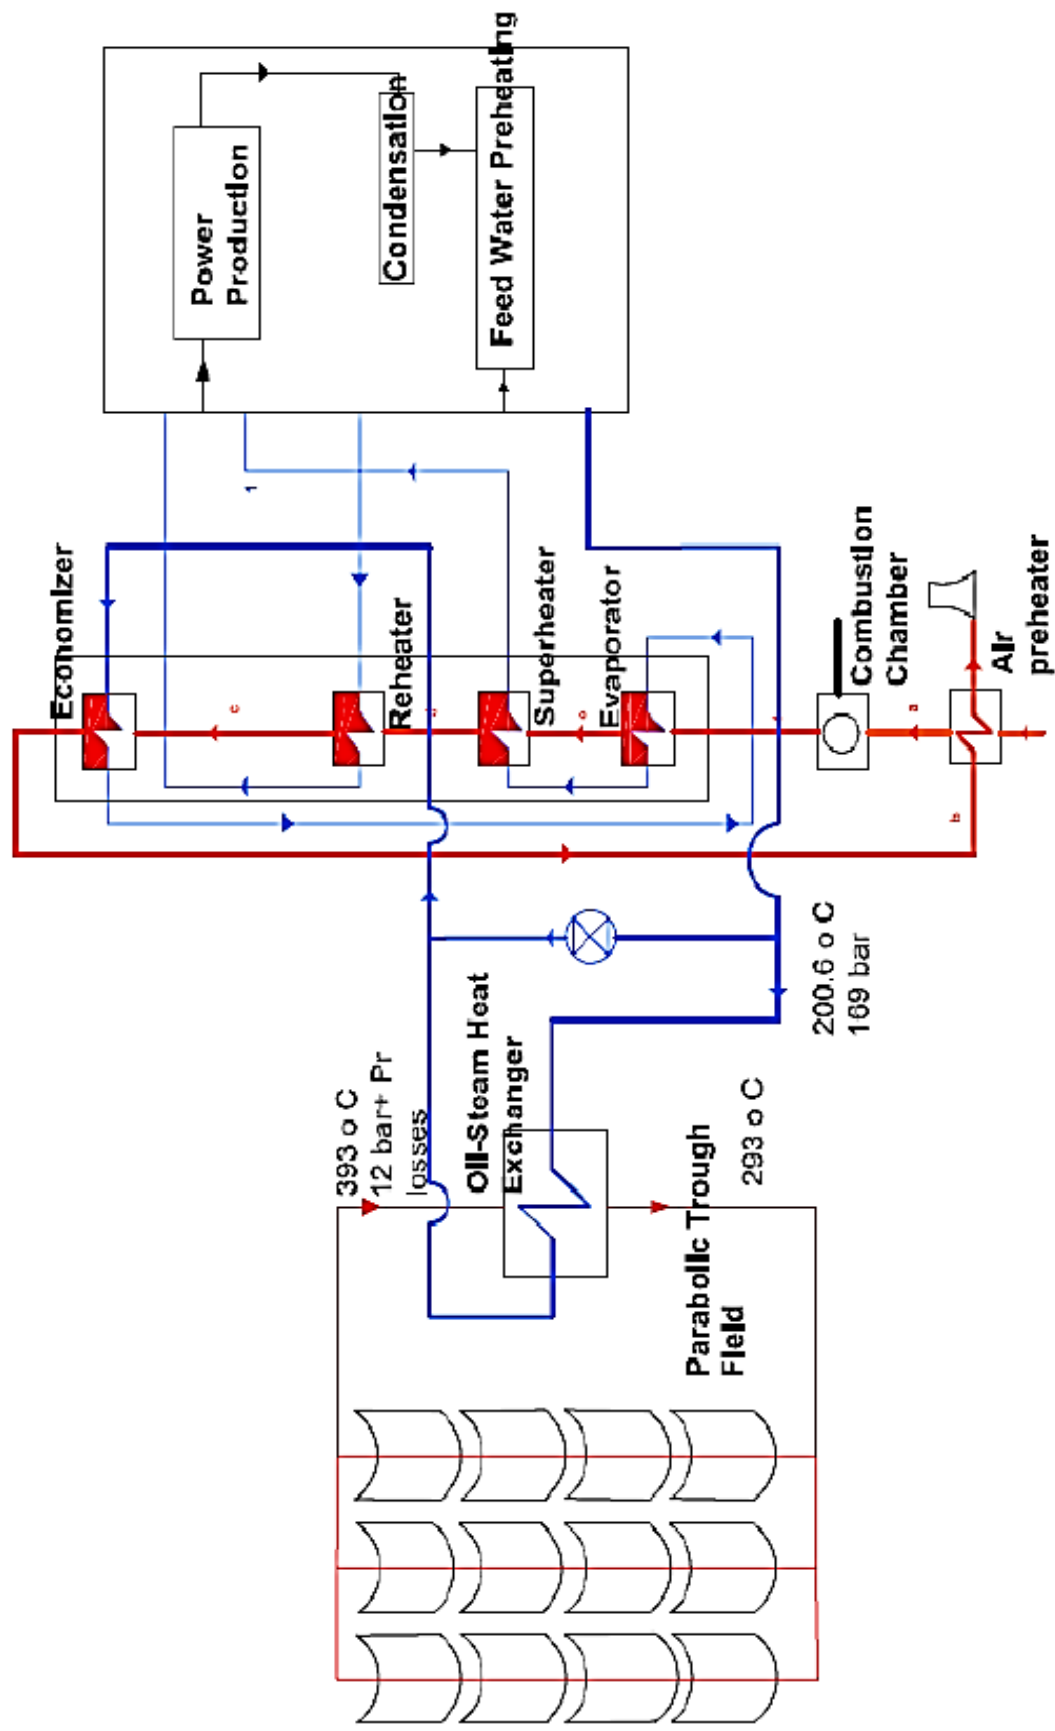 Power
Production
Condensation
Feed Water Preheating
1
Economizer
Reheater
Superheater
Evaporator
Combustion
Chamber
Air
preheater
c
e
a
b
393 o C
12 bar+ Pr
losses
Oil-Steam Heat
Exchanger
200.6 o C
169 bar
293 o C
Parabolic Trough
Field